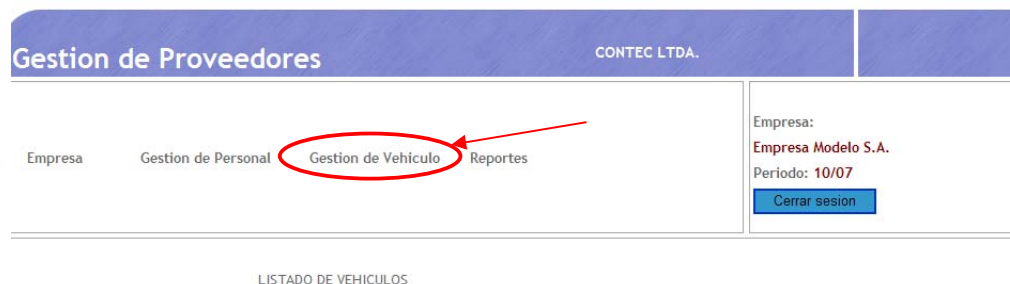 Gestion de Proveedores
CONTEC LTDA.
Empresa
Gestion de Personal
Gestion de Vehiculo
Reportes
Empresa:
Empresa Modelo S.A.
Periodo: 10/07
Cerrar sesion
LISTADO DE VEHICULOS